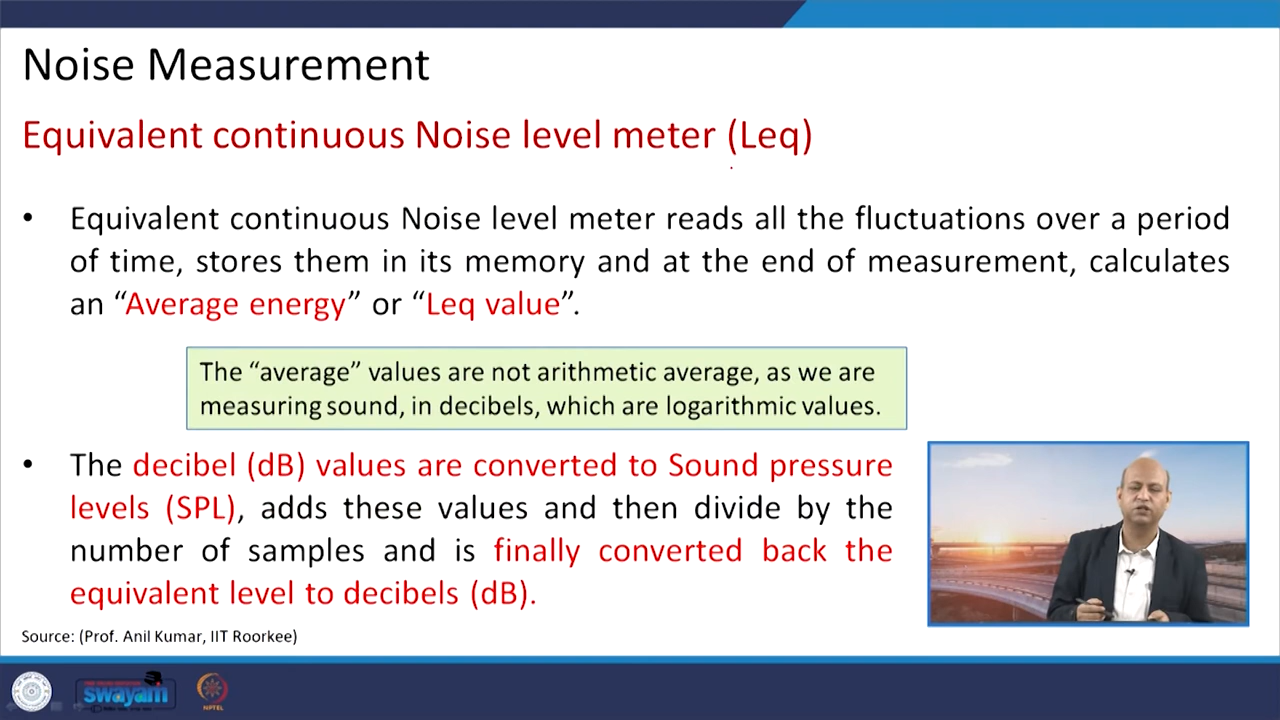 Noise Measurement
Equivalent continuous Noise level meter (Leq)
• Equivalent continuous Noise level meter reads all the fluctuations over a period
of time, stores them in its memory and at the end of measurement, calculates
an “Average energy” or “Leq value”.
The “average” values are not arithmetic average, as we are
measuring sound, in decibels, which are logarithmic values.
• The decibel (dB) values are converted to Sound pressure
levels (SPL), adds these values and then divide by the
number of samples and is finally converted back the
equivalent level to decibels (dB).
Source: (Prof. Anil Kumar, IIT Roorkee)
swayam
NPTEL